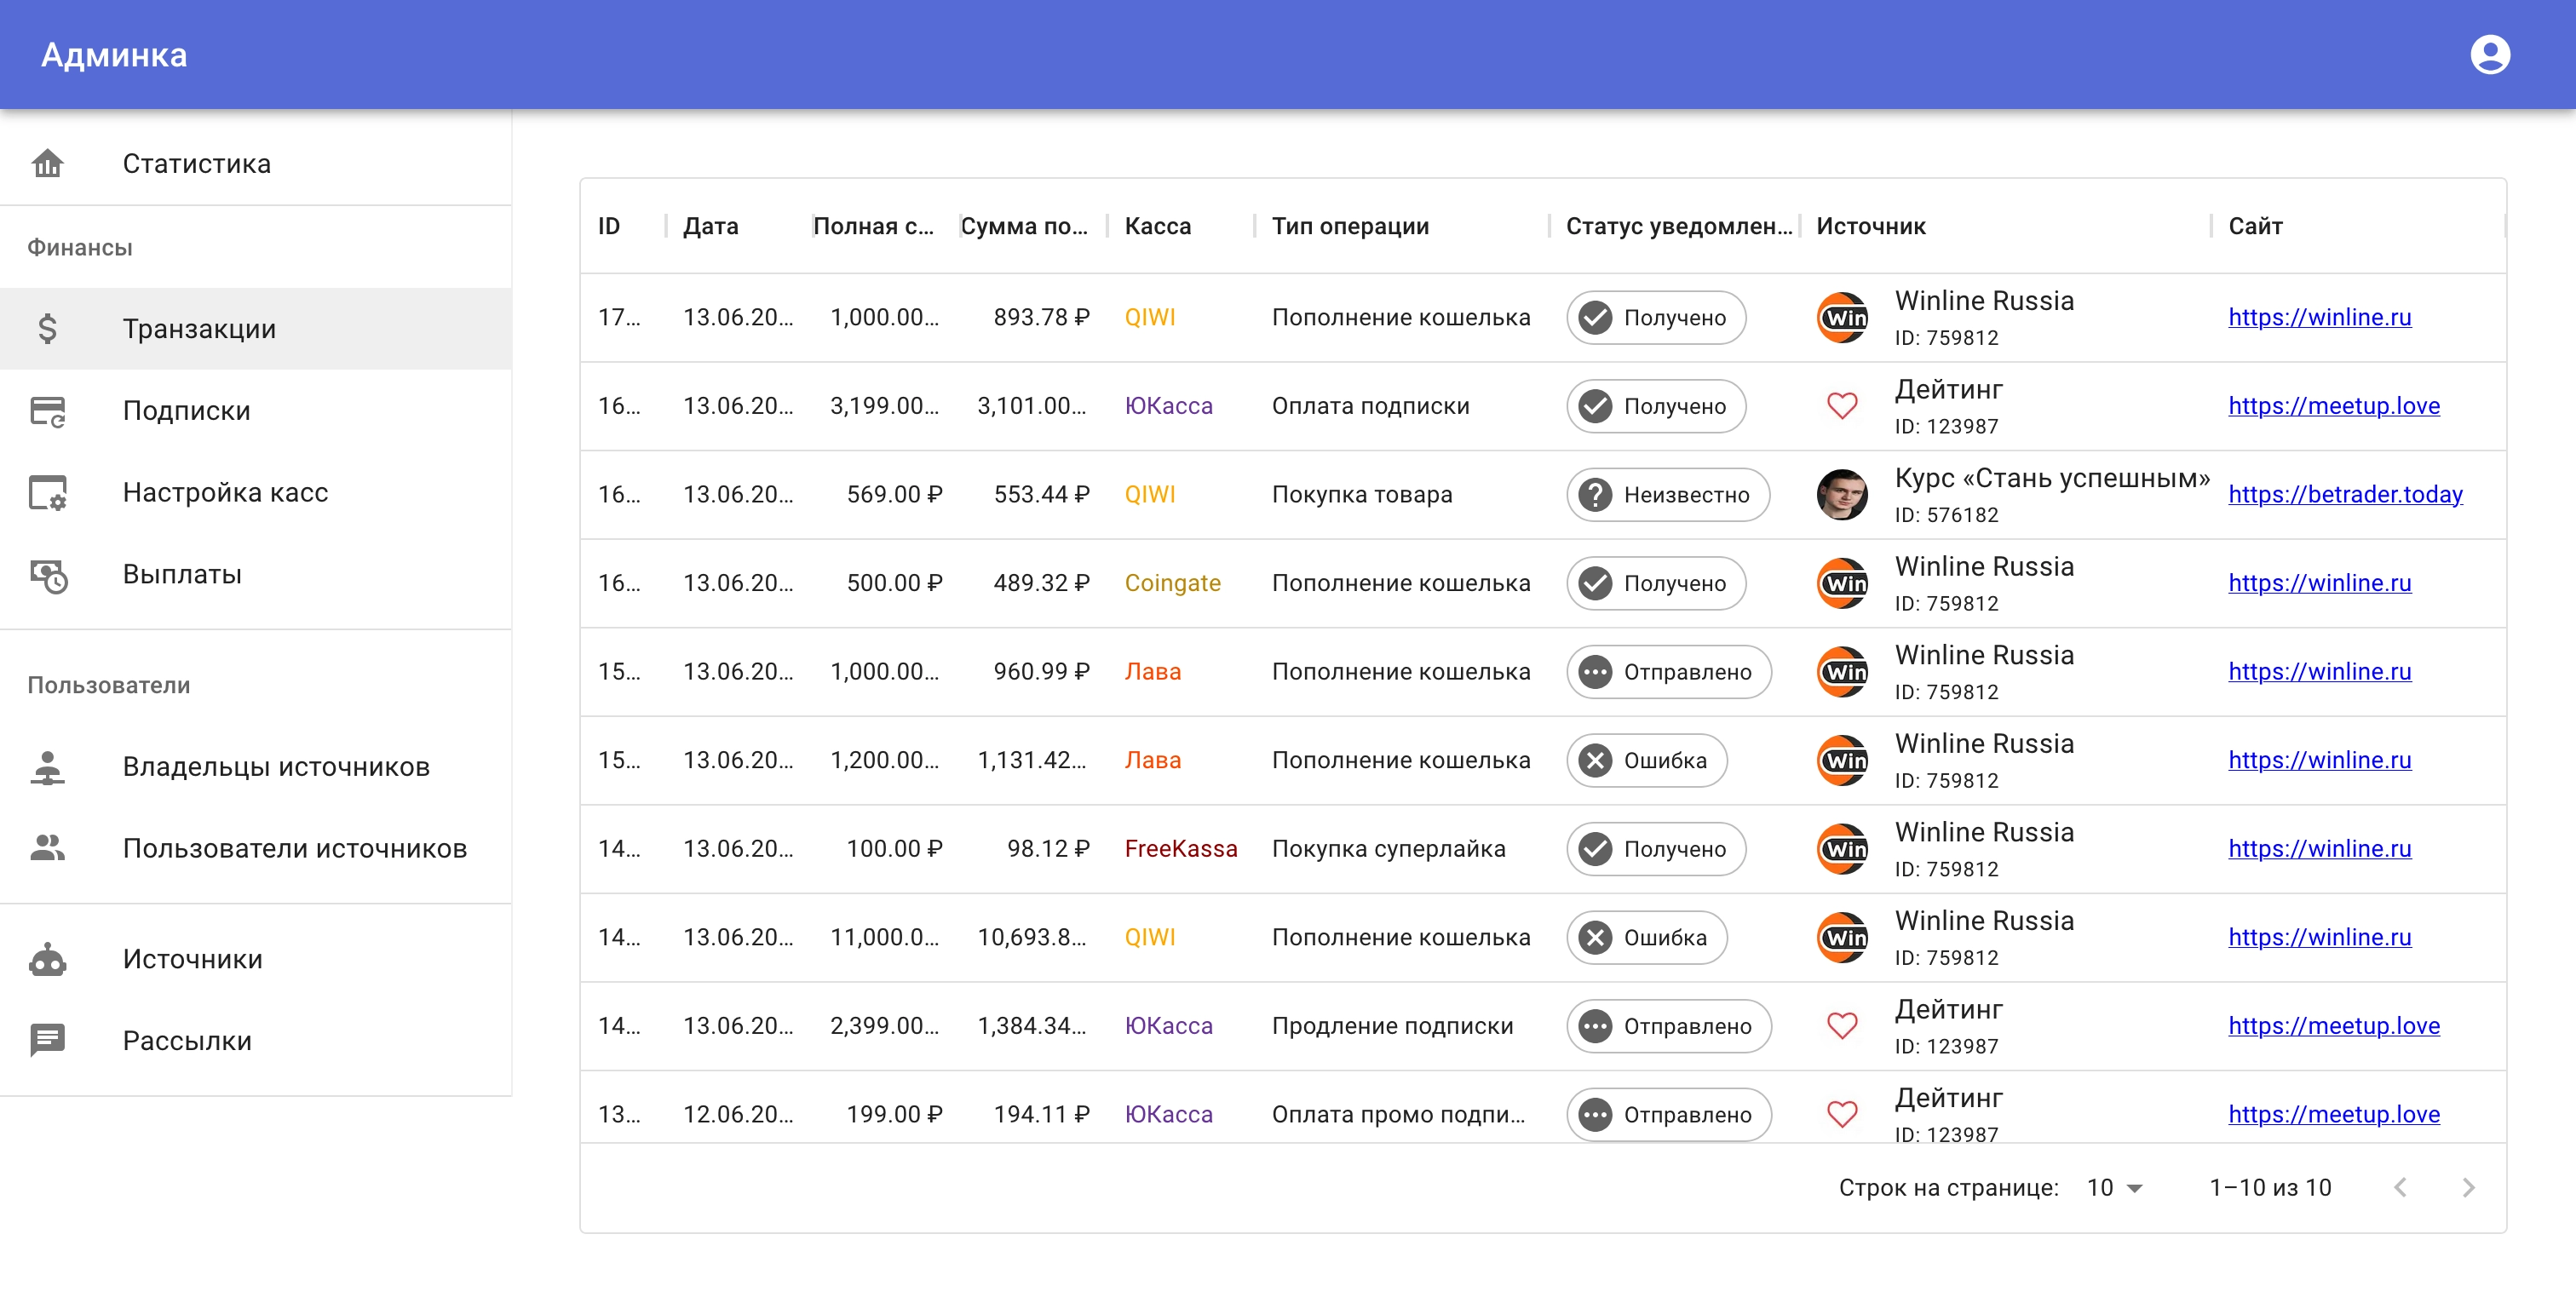 Админка
Статистика
Финансы
Транзакции
Подписки
Настройка касс
Выплаты
Пользователи
Владельцы источников
Пользователи источников
Источники
Рассылки
ID Дата Полная с... Сумма по... Касса Тип операции Статус уведомлен... Источник Сайт
17... 13.06.20... 1,000.00... 893.78 ₽ QIWI Пополнение кошелька Получено Win Winline Russia ID: 759812 https://winline.ru
16... 13.06.20... 3,199.00... 3,101.00... ЮКасса Оплата подписки Получено Дейтинг ID: 123987 https://meetup.love
16... 13.06.20... 569.00 ₽ 553.44 ₽ QIWI Покупка товара Неизвестно Курс «Стань успешным» ID: 576182 https://betrader.today
16... 13.06.20... 500.00 ₽ 489.32 ₽ Coingate Пополнение кошелька Получено Win Winline Russia ID: 759812 https://winline.ru
15... 13.06.20... 1,000.00... 960.99 ₽ Лава Пополнение кошелька Отправлено Win Winline Russia ID: 759812 https://winline.ru
15... 13.06.20... 1,200.00... 1,131.42... Лава Пополнение кошелька Ошибка Win Winline Russia ID: 759812 https://winline.ru
14... 13.06.20... 100.00 ₽ 98.12 ₽ FreeKassa Покупка суперлайка Получено Win Winline Russia ID: 759812 https://winline.ru
14... 13.06.20... 11,000.0... 10,693.8... QIWI Пополнение кошелька Ошибка Win Winline Russia ID: 759812 https://winline.ru
14... 13.06.20... 2,399.00... 1,384.34... ЮКасса Продление подписки Отправлено Дейтинг ID: 123987 https://meetup.love
13... 12.06.20... 199.00 ₽ 194.11 ₽ ЮКасса Оплата промо подпи... Отправлено Дейтинг ID: 123987 https://meetup.love
Строк на странице: 10 1–10 из 10